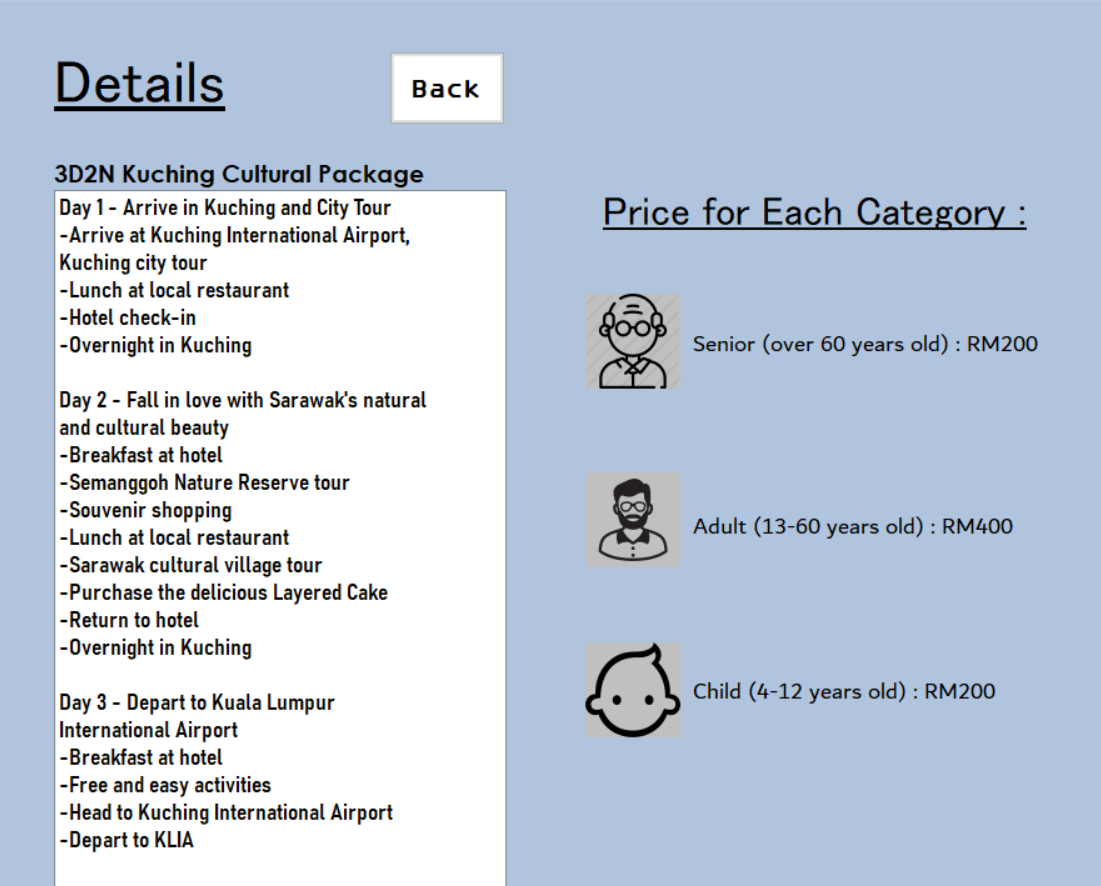 Details
Back
3D2N Kuching Cultural Package
Day 1 - Arrive in Kuching and City Tour
-Arrive at Kuching International Airport,
Kuching city tour
-Lunch at local restaurant
-Hotel check-in
-Overnight in Kuching
Day 2 - Fall in love with Sarawak's natural
and cultural beauty
-Breakfast at hotel
-Semanggoh Nature Reserve tour
-Souvenir shopping
-Lunch at local restaurant
-Sarawak cultural village tour
-Purchase the delicious Layered Cake
-Return to hotel
-Overnight in Kuching
Day 3 - Depart to Kuala Lumpur
International Airport
-Breakfast at hotel
-Free and easy activities
-Head to Kuching International Airport
-Depart to KLIA
Price for Each Category :
Senior (over 60 years old) : RM200
Adult (13-60 years old) : RM400
Child (4-12 years old) : RM200